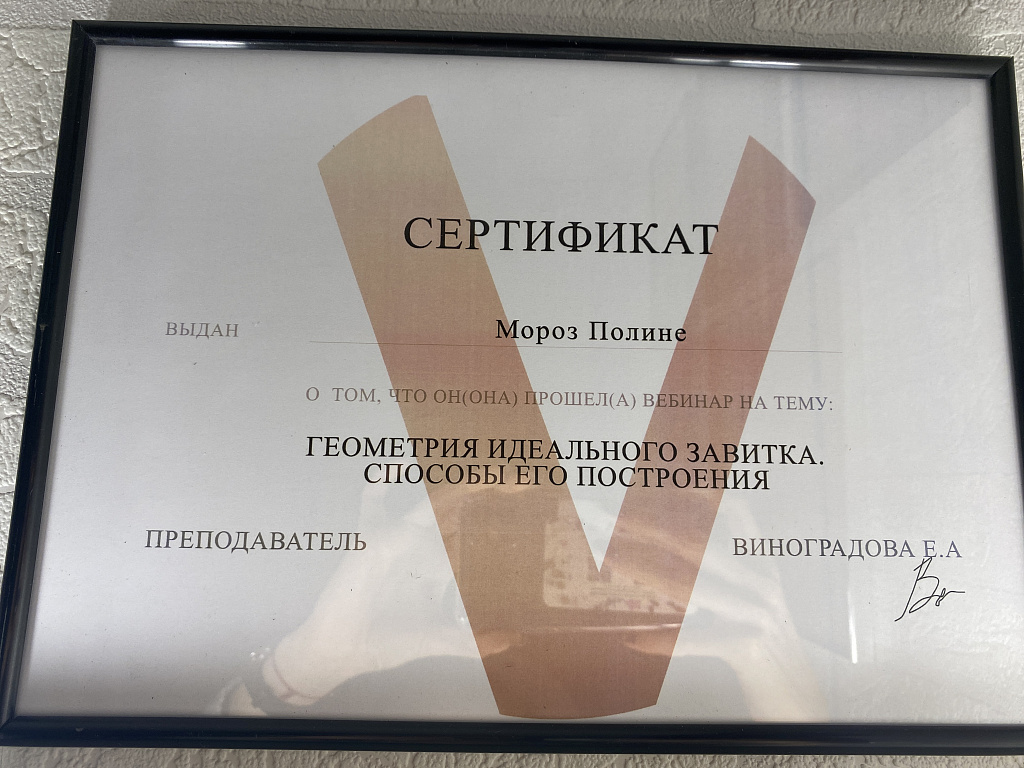 СЕРТИФИКАТ
ВЫДАН Мороз Полине
О ТОМ, ЧТО ОН(ОНА) ПРОШЕЛ(А) ВЕБИНАР НА ТЕМУ:
ГЕОМЕТРИЯ ИДЕАЛЬНОГО ЗАВИТКА.
СПОСОБЫ ЕГО ПОСТРОЕНИЯ
ПРЕПОДАВАТЕЛЬ ВИНОГРАДОВА Е.А